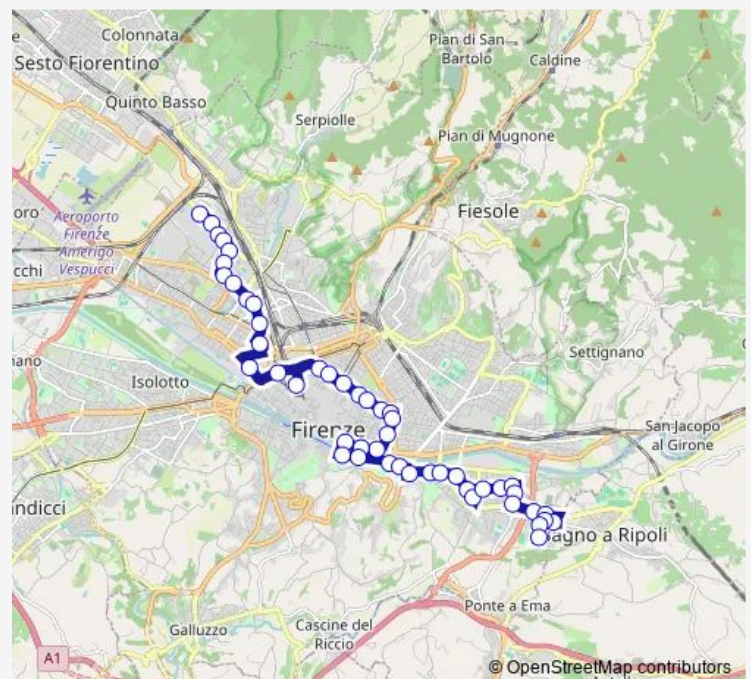 Colonnata
Pian di San
Bartolo
Caldine
Sesto Fiorentino
Quinto Basso
Serpiolle
Pian di Mugnone
Fiesole
Aeroporto
Firenze
Amerigo
Vespucci
oro
cchi
Settignano
ano
Isolotto
Firenze
San Jacopo
al Girone
ndicci
agno a Ripoli
Ponte a Ema
Galluzzo
Cascine del
Riccio
A1
© OpenStreetMap contributors